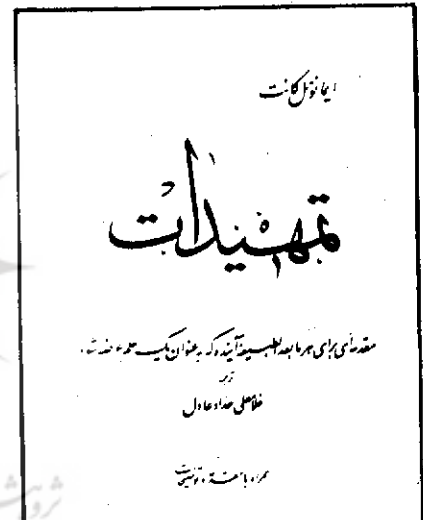 ایمانوئل کانت
تمهیدات
مقدمه‌ای برای هر مابعدالطبیعه آینده که به عنوان یک علم عرضه شود
ترجمه
غلامعلی حداد عادل
همراه با مقدمه و توضیحات